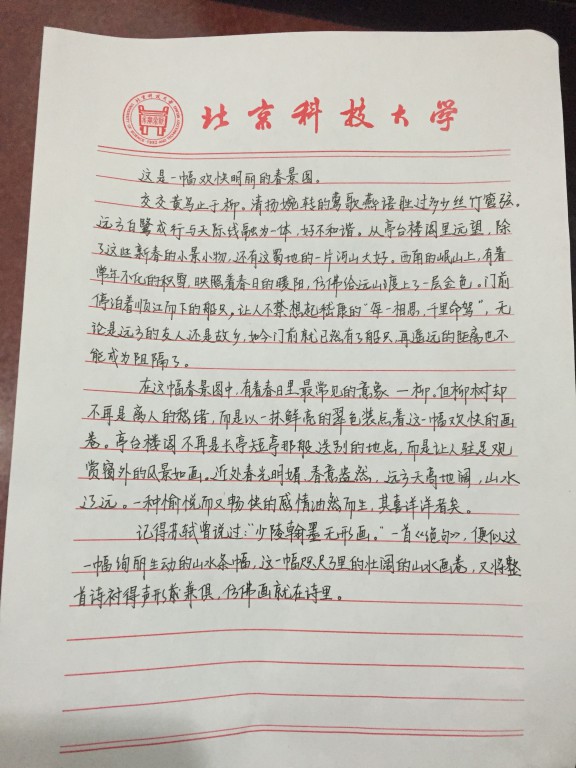 北京科技大学
这是一幅欢快明丽的春景图。
交交黄鸟止于柳。清扬婉转的莺歌燕语胜过多少丝竹管弦。
远方白鹭成行与天际线融为一体,好不和谐。从亭台楼阁里远望,除
了这旺新春的小景小物,还有这蜀地的一片河山大好。西角的岷山上,有着
常年不化的积雪,映照着春日的暖阳,仿佛给远山镀上了一层金色。门前
停泊着顺江而下的船只,让人不禁想起嵇康的“每一相思,千里命驾”,无
论是远方的友人还是故乡,如今门前就已然有了船只,再遥远的距离也不
能成为阻隔了。
在这幅春景图中,有着春日里最常见的意象 — 柳。但柳树却
不再是离人的愁绪,而是以一抹鲜亮的翠色装点着这一幅欢快的画
卷。亭台楼阁不再是长亭短亭那般送别的地点,而是让人驻足观
赏窗外的风景如画。近处春光明媚,春意盎然,远方天高地阔,山水
辽远。一种愉悦而又畅快的感情油然而生,其喜洋洋者矣。
记得苏轼曾说过:“少陵翰墨无形画。”一首《绝句》,便似这
一幅绚丽生动的山水条幅,这一幅咫尺万里的壮阔的山水画卷,又将整
首诗衬得声形兼俱,仿佛画就在诗里。